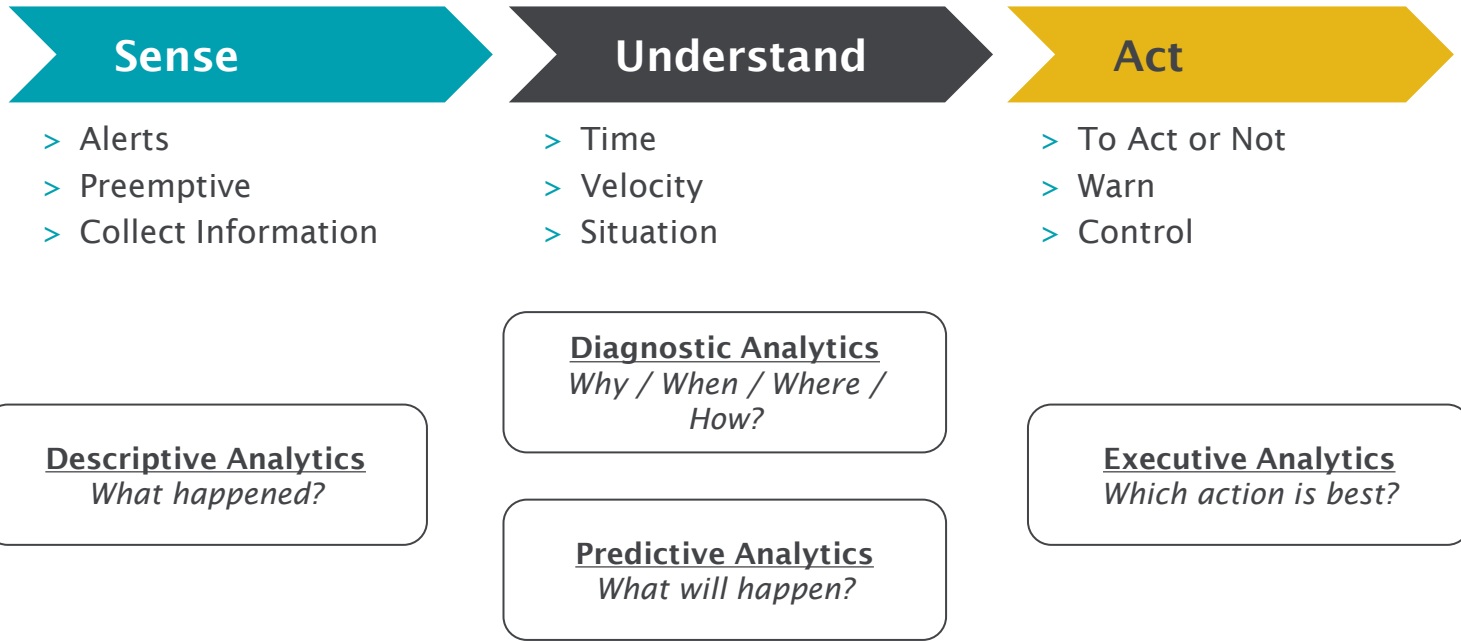 Sense
> Alerts
> Preemptive
> Collect Information
Descriptive Analytics
What happened?
Understand
> Time
> Velocity
> Situation
Diagnostic Analytics
Why / When / Where /
How?
Predictive Analytics
What will happen?
Act
> To Act or Not
> Warn
> Control
Executive Analytics
Which action is best?